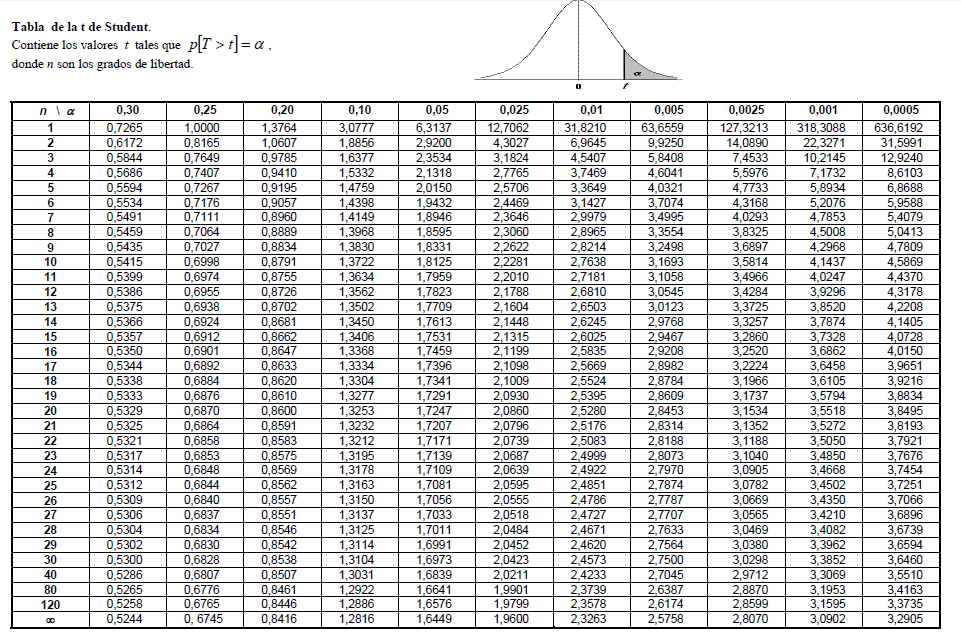 Tabla de la t de Student.
Contiene los valores t tales que p[T > t] = α ,
donde n son los grados de libertad.
α
0 t
n \ α 0,30 0,25 0,20 0,10 0,05 0,025 0,01 0,005 0,0025 0,001 0,0005
1 0,7265 1,0000 1,3764 3,0777 6,3137 12,7062 31,8210 63,6559 127,3213 318,3088 636,6192
2 0,6172 0,8165 1,0607 1,8856 2,9200 4,3027 6,9645 9,9250 14,0890 22,3271 31,5991
3 0,5844 0,7649 0,9785 1,6377 2,3534 3,1824 4,5407 5,8408 7,4533 10,2145 12,9240
4 0,5686 0,7407 0,9410 1,5332 2,1318 2,7765 3,7469 4,6041 5,5976 7,1732 8,6103
5 0,5594 0,7267 0,9195 1,4759 2,0150 2,5706 3,3649 4,0321 4,7733 5,8934 6,8688
6 0,5534 0,7176 0,9057 1,4398 1,9432 2,4469 3,1427 3,7074 4,3168 5,2076 5,9588
7 0,5491 0,7111 0,8960 1,4149 1,8946 2,3646 2,9979 3,4995 4,0293 4,7853 5,4079
8 0,5459 0,7064 0,8889 1,3968 1,8595 2,3060 2,8965 3,3554 3,8325 4,5008 5,0413
9 0,5435 0,7027 0,8834 1,3830 1,8331 2,2622 2,8214 3,2498 3,6897 4,2968 4,7809
10 0,5415 0,6998 0,8791 1,3722 1,8125 2,2281 2,7638 3,1693 3,5814 4,1437 4,5869
11 0,5399 0,6974 0,8755 1,3634 1,7959 2,2010 2,7181 3,1058 3,4966 4,0247 4,4370
12 0,5386 0,6955 0,8726 1,3562 1,7823 2,1788 2,6810 3,0545 3,4284 3,9296 4,3178
13 0,5375 0,6938 0,8702 1,3502 1,7709 2,1604 2,6503 3,0123 3,3725 3,8520 4,2208
14 0,5366 0,6924 0,8681 1,3450 1,7613 2,1448 2,6245 2,9768 3,3257 3,7874 4,1405
15 0,5357 0,6912 0,8662 1,3406 1,7531 2,1315 2,6025 2,9467 3,2860 3,7328 4,0728
16 0,5350 0,6901 0,8647 1,3368 1,7459 2,1199 2,5835 2,9208 3,2520 3,6862 4,0150
17 0,5344 0,6892 0,8633 1,3334 1,7396 2,1098 2,5669 2,8982 3,2224 3,6458 3,9651
18 0,5338 0,6884 0,8620 1,3304 1,7341 2,1009 2,5524 2,8784 3,1966 3,6105 3,9216
19 0,5333 0,6876 0,8610 1,3277 1,7291 2,0930 2,5395 2,8609 3,1737 3,5794 3,8834
20 0,5329 0,6870 0,8600 1,3253 1,7247 2,0860 2,5280 2,8453 3,1534 3,5518 3,8495
21 0,5325 0,6864 0,8591 1,3232 1,7207 2,0796 2,5176 2,8314 3,1352 3,5272 3,8193
22 0,5321 0,6858 0,8583 1,3212 1,7171 2,0739 2,5083 2,8188 3,1188 3,5050 3,7921
23 0,5317 0,6853 0,8575 1,3195 1,7139 2,0687 2,4999 2,8073 3,1040 3,4850 3,7676
24 0,5314 0,6848 0,8569 1,3178 1,7109 2,0639 2,4922 2,7970 3,0905 3,4668 3,7454
25 0,5312 0,6844 0,8562 1,3163 1,7081 2,0595 2,4851 2,7874 3,0782 3,4502 3,7251
26 0,5309 0,6840 0,8557 1,3150 1,7056 2,0555 2,4786 2,7787 3,0669 3,4350 3,7066
27 0,5306 0,6837 0,8551 1,3137 1,7033 2,0518 2,4727 2,7707 3,0565 3,4210 3,6896
28 0,5304 0,6834 0,8546 1,3125 1,7011 2,0484 2,4671 2,7633 3,0469 3,4082 3,6739
29 0,5302 0,6830 0,8542 1,3114 1,6991 2,0452 2,4620 2,7564 3,0380 3,3962 3,6594
30 0,5300 0,6828 0,8538 1,3104 1,6973 2,0423 2,4573 2,7500 3,0298 3,3852 3,6460
40 0,5286 0,6807 0,8507 1,3031 1,6839 2,0211 2,4233 2,7045 2,9712 3,3069 3,5510
80 0,5265 0,6776 0,8461 1,2922 1,6641 1,9901 2,3739 2,6387 2,8870 3,1953 3,4163
120 0,5258 0,6765 0,8446 1,2886 1,6576 1,9799 2,3578 2,6174 2,8599 3,1595 3,3735
∞ 0,5244 0, 6745 0,8416 1,2816 1,6449 1,9600 2,3263 2,5758 2,8070 3,0902 3,2905